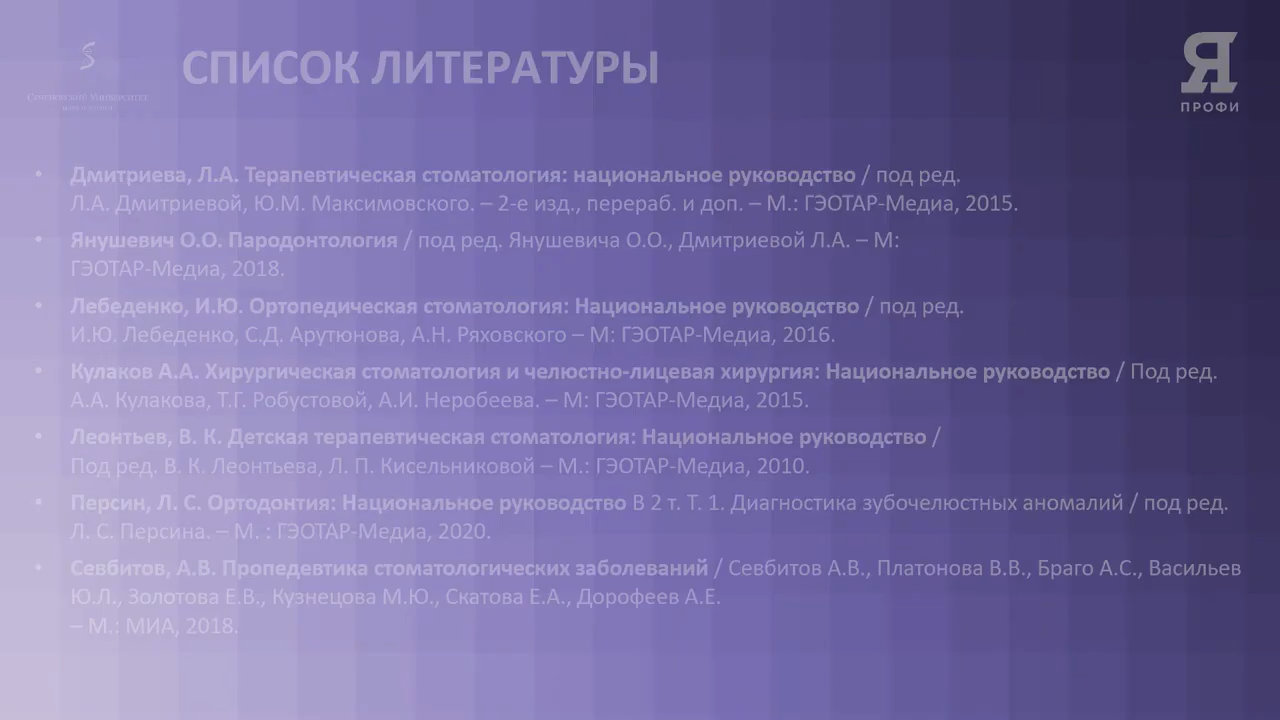 СПИСОК ЛИТЕРАТУРЫ
Я
ПРОФИ
Сеченовский Университет
• Дмитриева, Л.А. Терапевтическая стоматология: национальное руководство / под ред.
Л.А. Дмитриевой, Ю.М. Максимовского. – 2-е изд., перераб. и доп. – М.: ГЭОТАР-Медиа, 2015.
• Янушевич О.О. Пародонтология / под ред. Янушевича О.О., Дмитриевой Л.А. – М:
ГЭОТАР-Медиа, 2018.
• Лебеденко, И.Ю. Ортопедическая стоматология: Национальное руководство / под ред.
И.Ю. Лебеденко, С.Д. Арутюнова, А.Н. Ряховского – М: ГЭОТАР-Медиа, 2016.
• Кулаков А.А. Хирургическая стоматология и челюстно-лицевая хирургия: Национальное руководство / Под ред.
А.А. Кулакова, Т.Г. Робустовой, А.И. Неробеева. – М: ГЭОТАР-Медиа, 2015.
• Леонтьев, В. К. Детская терапевтическая стоматология: Национальное руководство /
Под ред. В. К. Леонтьева, Л. П. Кисельниковой – М.: ГЭОТАР-Медиа, 2010.
• Персин, Л. С. Ортодонтия: Национальное руководство В 2 т. Т. 1. Диагностика зубочелюстных аномалий / под ред.
Л. С. Персина. – М. : ГЭОТАР-Медиа, 2020.
• Севбитов, А.В. Пропедевтика стоматологических заболеваний / Севбитов А.В., Платонова В.В., Браго А.С., Васильев
Ю.Л., Золотова Е.В., Кузнецова М.Ю., Скатова Е.А., Дорофеев А.Е.
– М.: МИА, 2018.